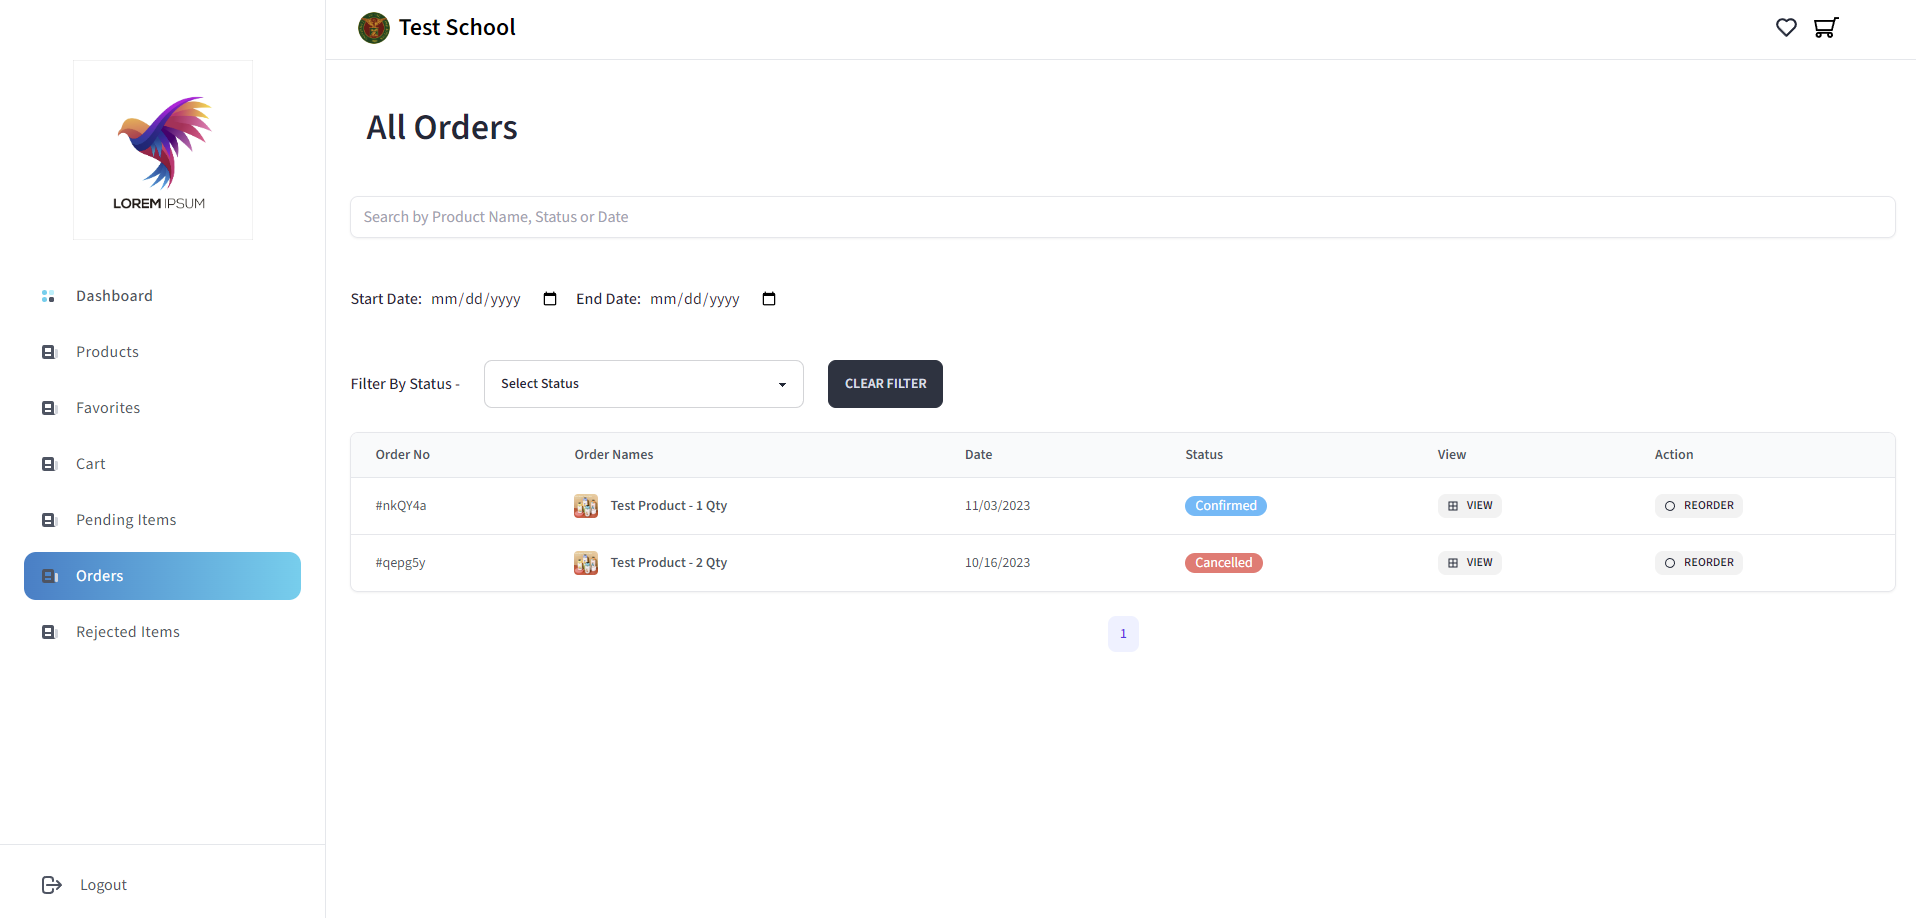 LOREM IPSUM
Dashboard
Products
Favorites
Cart
Pending Items
Orders
Rejected Items
Logout
Test School
All Orders
Search by Product Name, Status or Date
Start Date: mm/dd/yyyy End Date: mm/dd/yyyy
Filter By Status - Select Status CLEAR FILTER
Order No Order Names Date Status View Action
#nkQY4a Test Product - 1 Qty 11/03/2023 Confirmed VIEW REORDER
#qepg5y Test Product - 2 Qty 10/16/2023 Cancelled VIEW REORDER
1